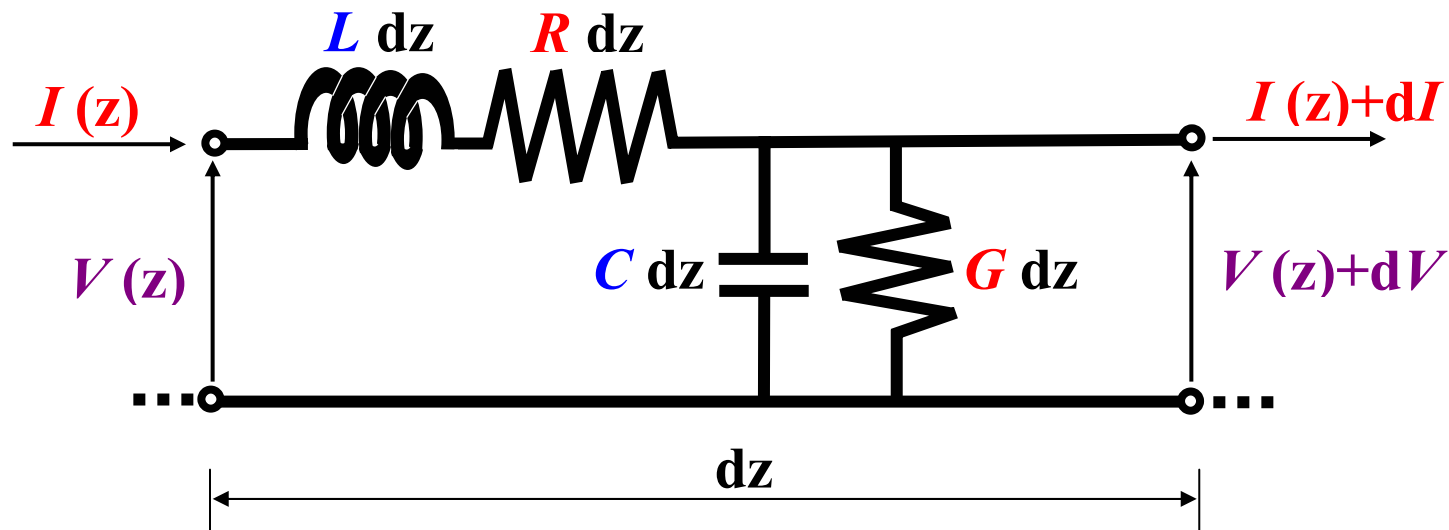 L dz
R dz
I (z)
I (z)+dI
V (z)
C dz
G dz
V (z)+dV
dz